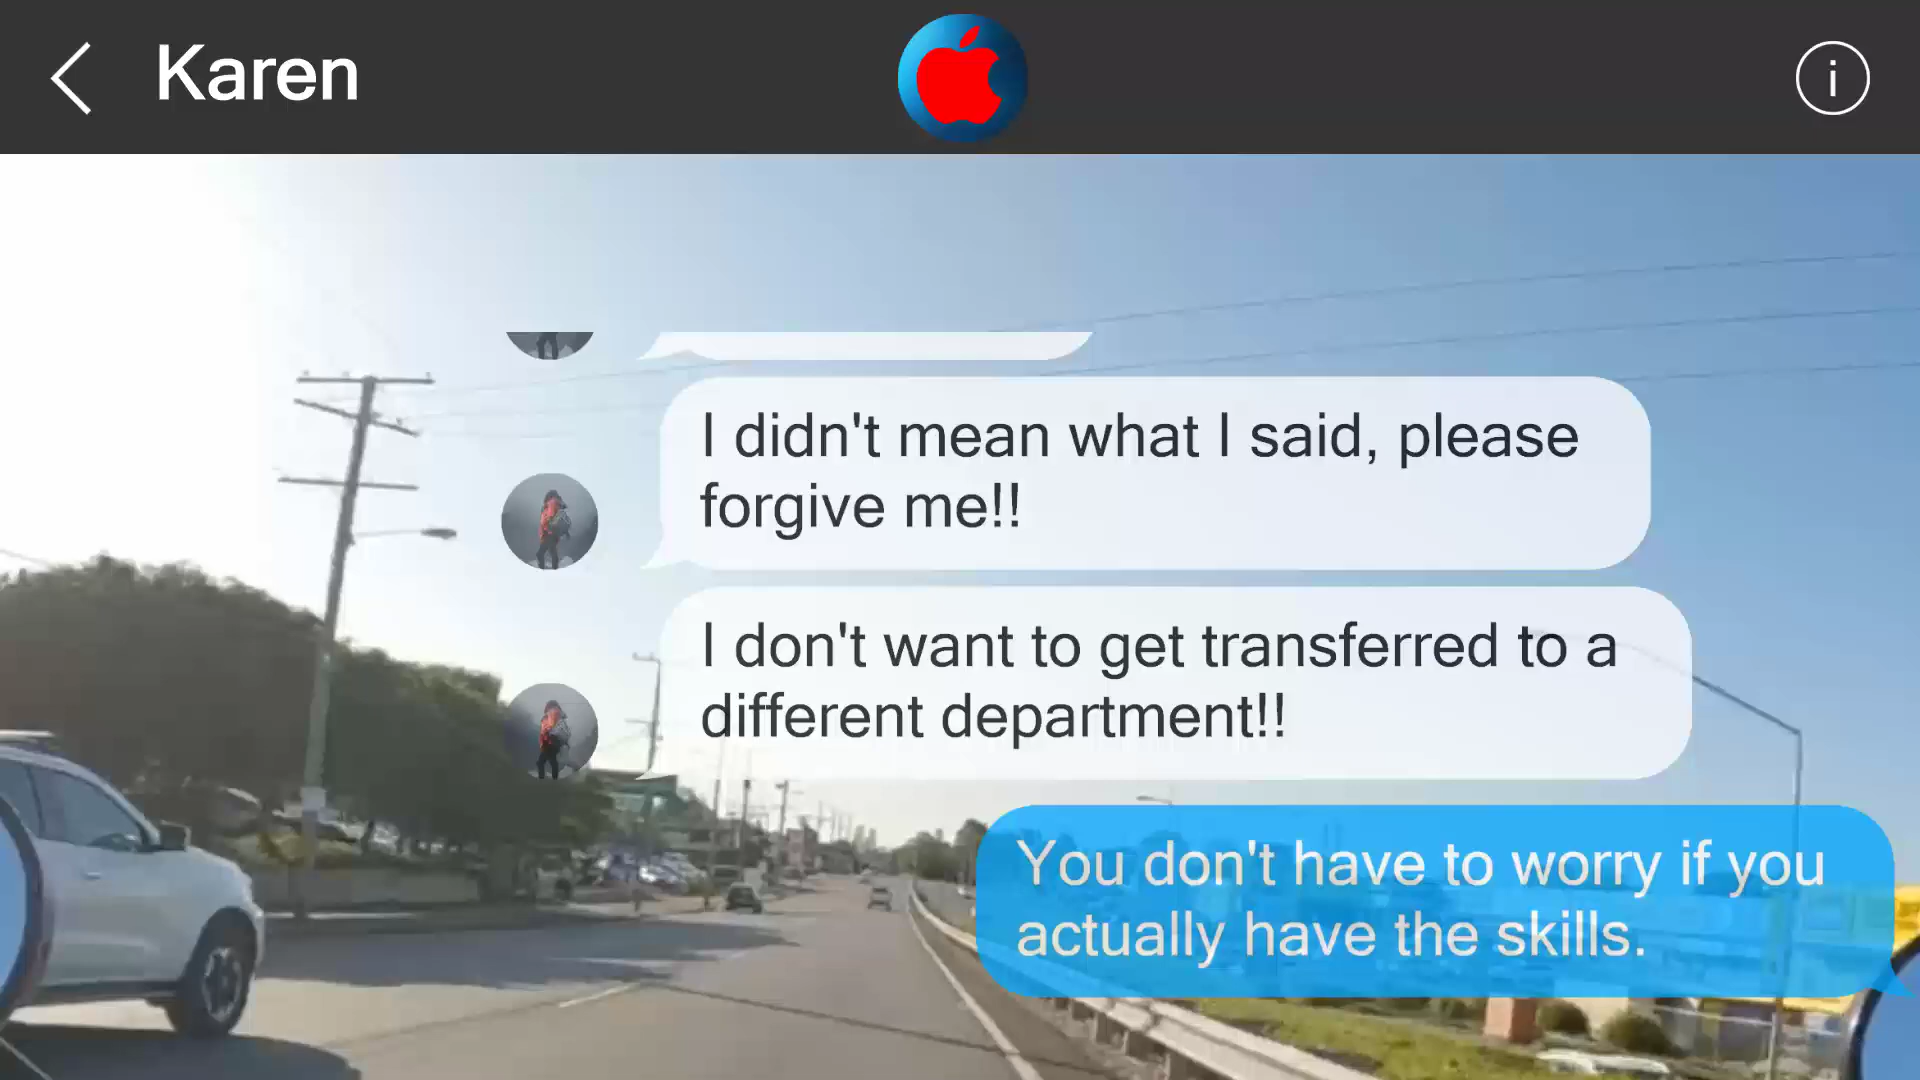 Karen
i
I didn't mean what I said, please
forgive me!!
I don't want to get transferred to a
different department!!
You don't have to worry if you
actually have the skills.